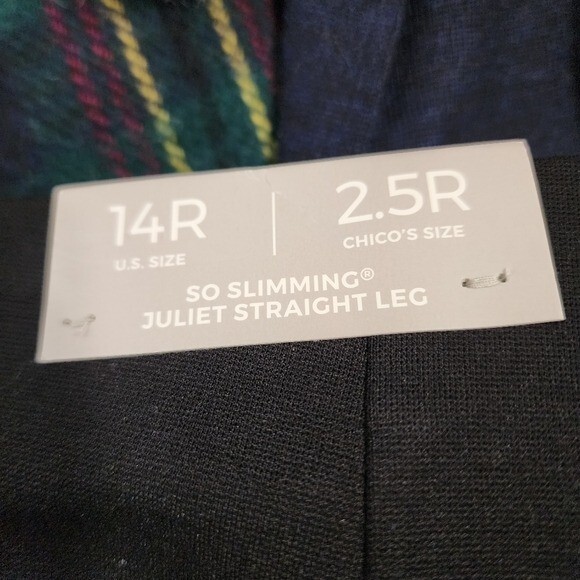 14R | 2.5R
U.S. SIZE CHICO'S SIZE
SO SLIMMING®
JULIET STRAIGHT LEG